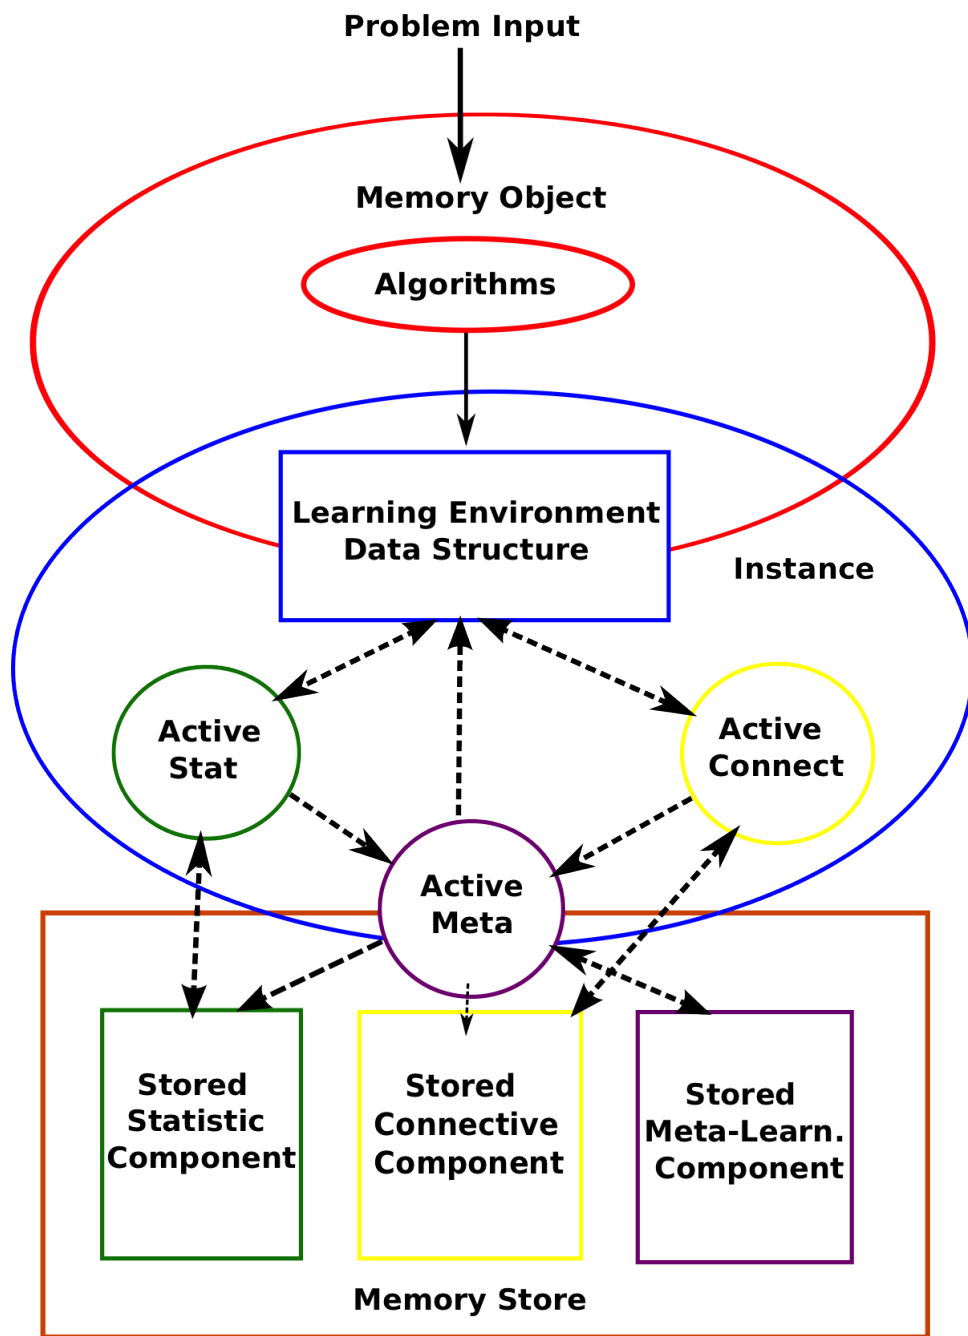 Problem Input
Memory Object
Algorithms
Learning Environment
Data Structure
Instance
Active
Stat
Active
Connect
Active
Meta
Stored
Statistic
Component
Stored
Connective
Component
Stored
Meta-Learn.
Component
Memory Store